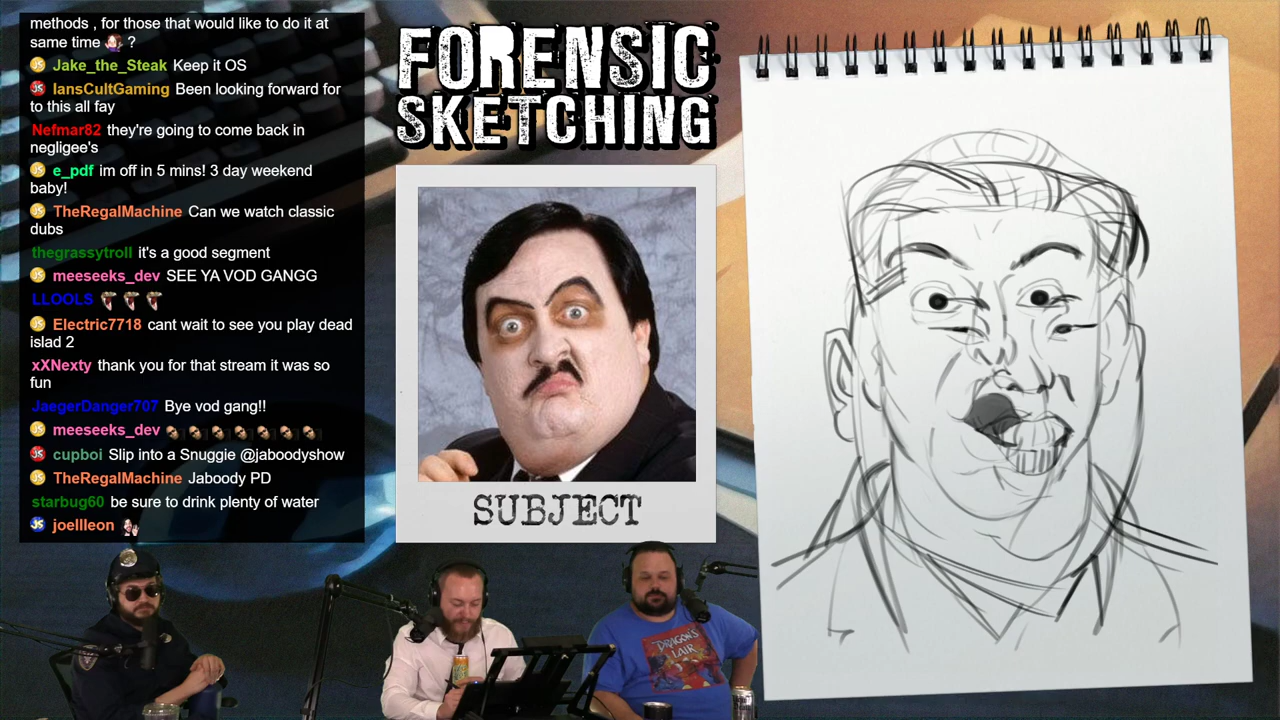 methods , for those that would like to do it at
same time ?
Jake_the_Steak Keep it OS
IansCultGaming Been looking forward for
to this all fay
Nefmar82 they're going to come back in
negligee's
e_pdf im off in 5 mins! 3 day weekend
baby!
TheRegalMachine Can we watch classic
dubs
thegrassytroll it's a good segment
meeseeks_dev SEE YA VOD GANGG
LLOOLS
Electric7718 cant wait to see you play dead
islad 2
xXNexty thank you for that stream it was so
fun
JaegerDanger707 Bye vod gang!!
meeseeks_dev
cupboi Slip into a Snuggie @jaboodyshow
TheRegalMachine Jaboody PD
starbug60 be sure to drink plenty of water
joellleon
FORENSIC
SKETCHING
SUBJECT
DRAGON'S
LAIR